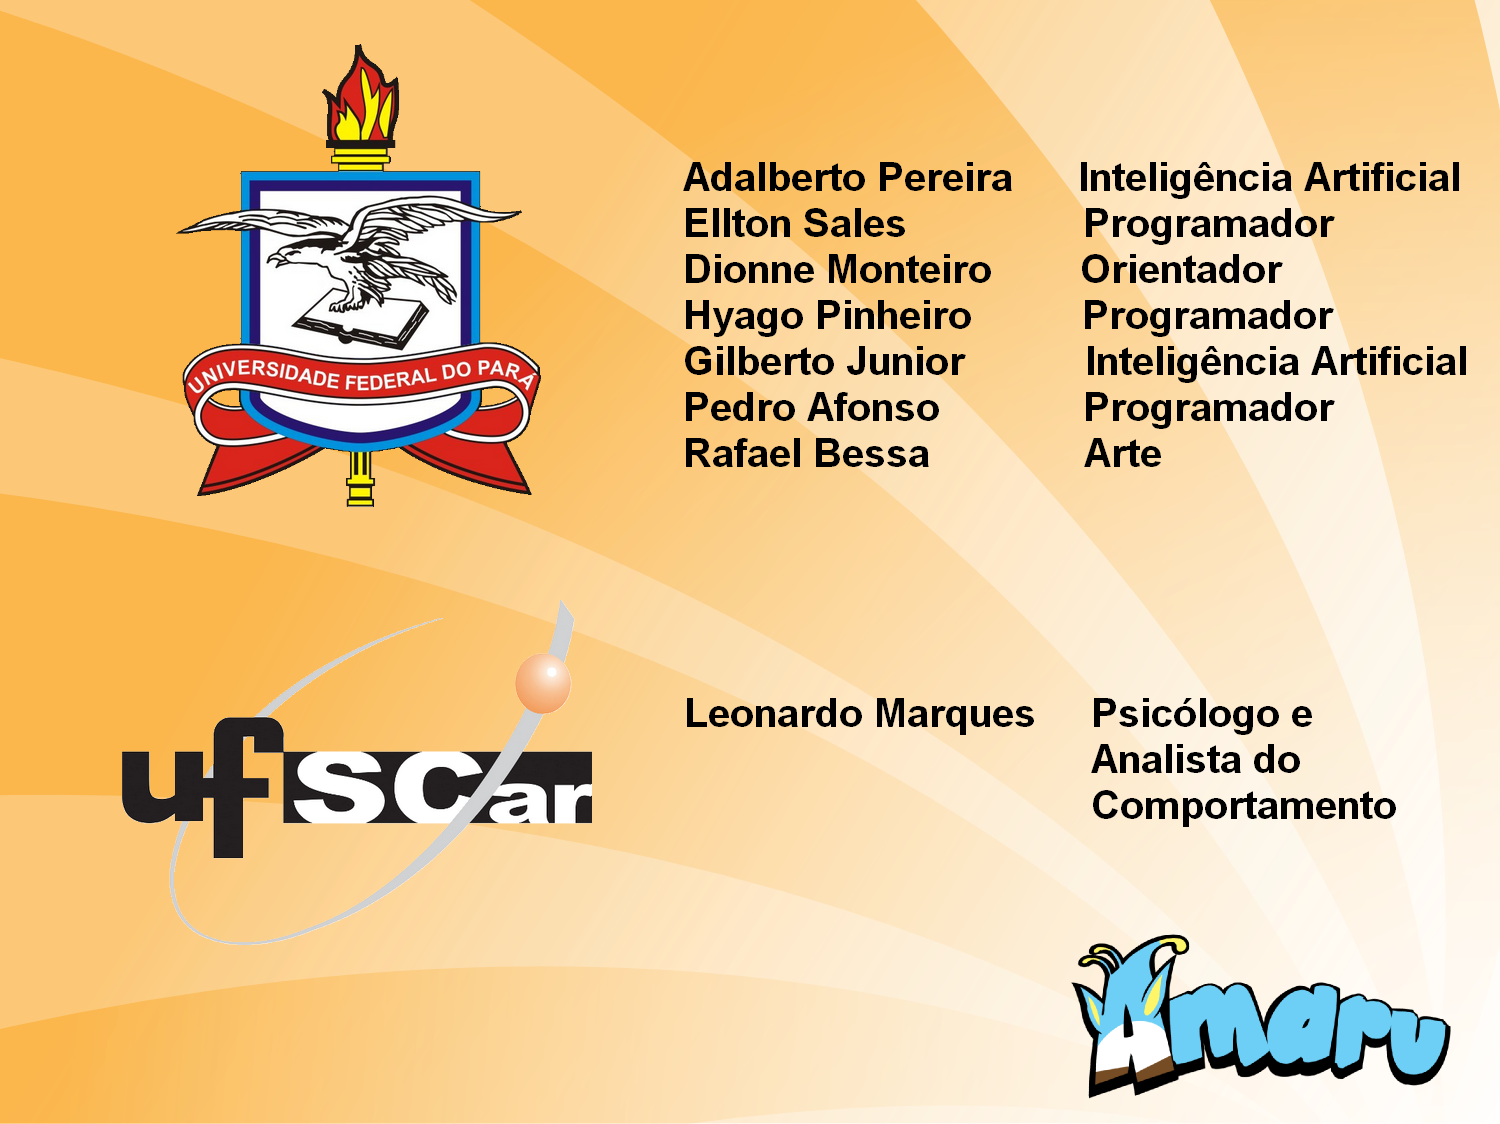 UNIVERSIDADE FEDERAL DO PARÁ
Adalberto Pereira Inteligência Artificial
Ellton Sales Programador
Dionne Monteiro Orientador
Hyago Pinheiro Programador
Gilberto Junior Inteligência Artificial
Pedro Afonso Programador
Rafael Bessa Arte
ufSCar
Leonardo Marques Psicólogo e
Analista do
Comportamento
Amaru